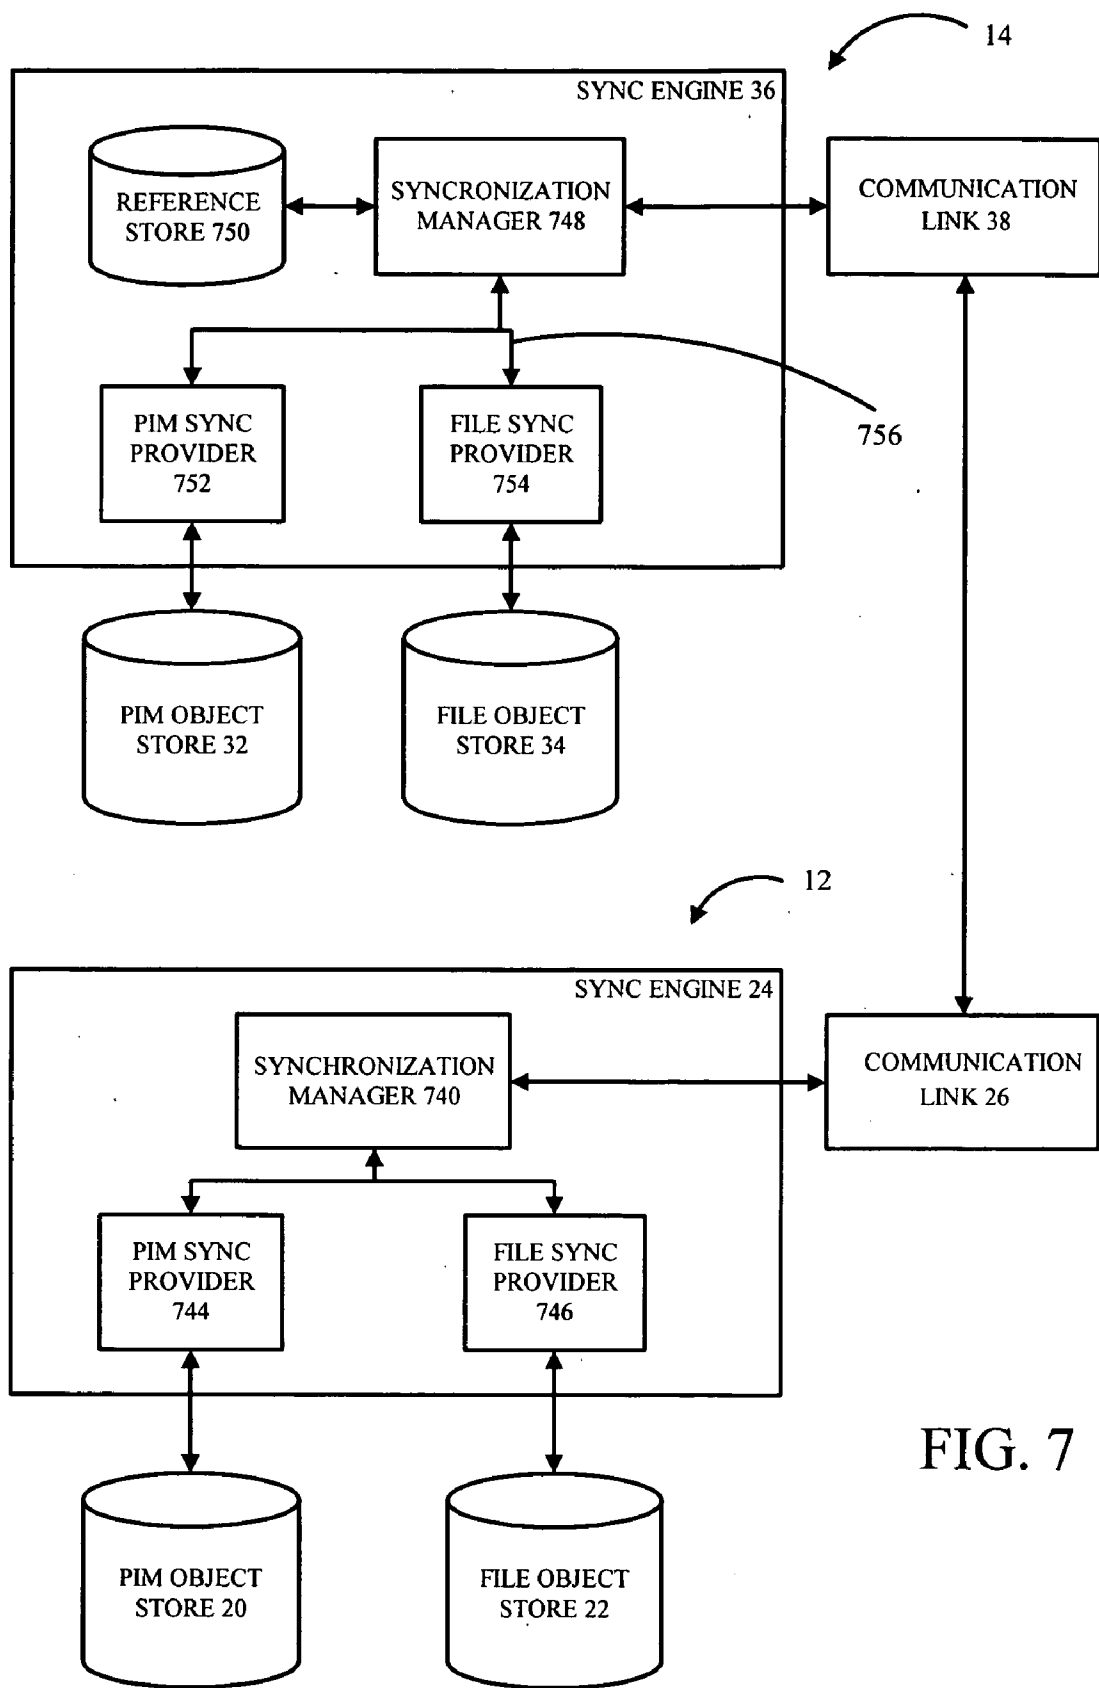 14
SYNC ENGINE 36
REFERENCE
STORE 750
SYNCRONIZATION
MANAGER 748
COMMUNICATION
LINK 38
PIM SYNC
PROVIDER
752
FILE SYNC
PROVIDER
754
756
PIM OBJECT
STORE 32
FILE OBJECT
STORE 34
12
SYNC ENGINE 24
SYNCHRONIZATION
MANAGER 740
COMMUNICATION
LINK 26
PIM SYNC
PROVIDER
744
FILE SYNC
PROVIDER
746
FIG. 7
PIM OBJECT
STORE 20
FILE OBJECT
STORE 22